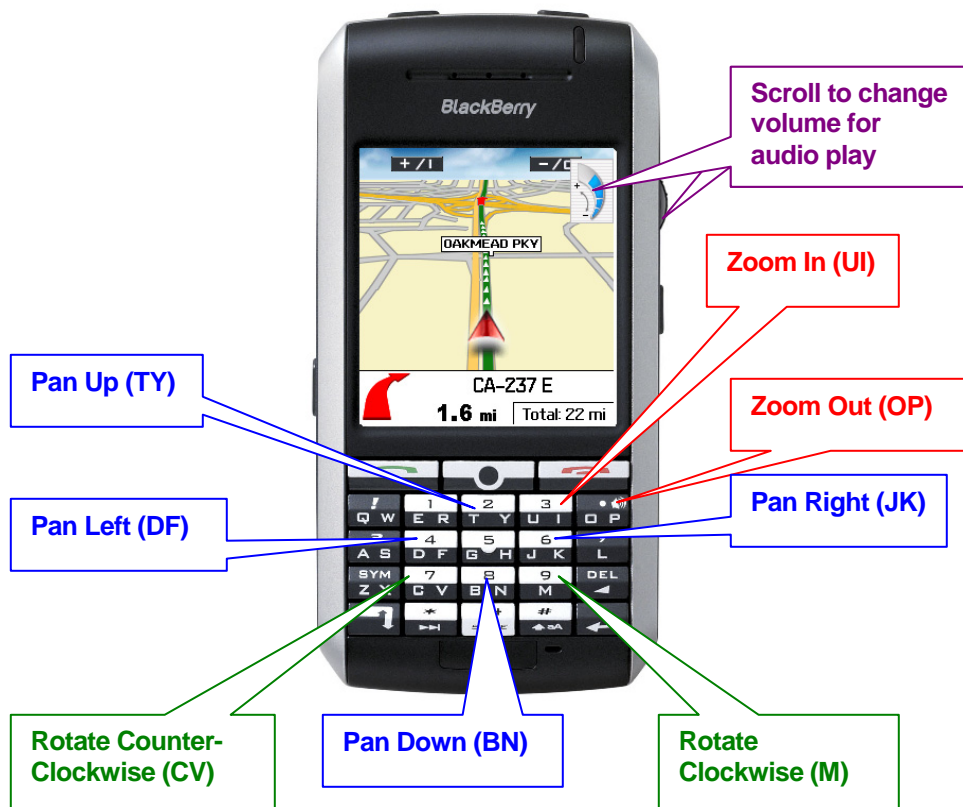 Scroll to change
volume for
audio play
BlackBerry
+ / I
- / O
OAKMEAD PKY
Zoom In (UI)
CA-237 E
1.6 mi
Total: 22 mi
Pan Up (TY)
Zoom Out (OP)
Pan Left (DF)
Pan Right (JK)
! 1 2 3 .
Q W E R T Y U I O P
4 5 6
A S D F G H J K L
SYM 7 8 9 DEL
Z X C V B N M
* #
aA
Rotate Counter-
Clockwise (CV)
Pan Down (BN)
Rotate
Clockwise (M)